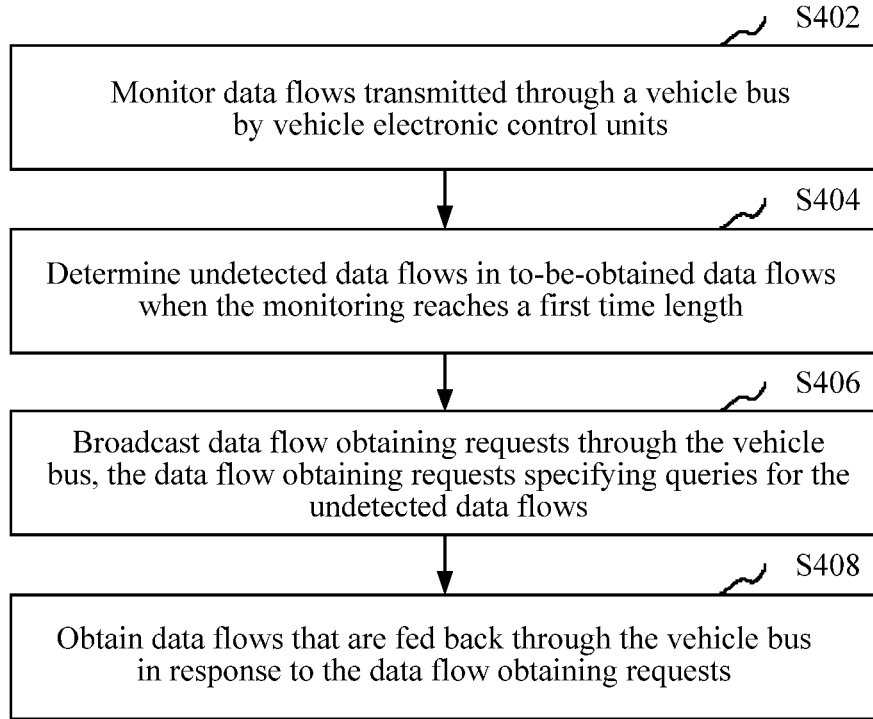 S402
Monitor data flows transmitted through a vehicle bus
by vehicle electronic control units
S404
Determine undetected data flows in to-be-obtained data flows
when the monitoring reaches a first time length
S406
Broadcast data flow obtaining requests through the vehicle
bus, the data flow obtaining requests specifying queries for the
undetected data flows
S408
Obtain data flows that are fed back through the vehicle bus
in response to the data flow obtaining requests